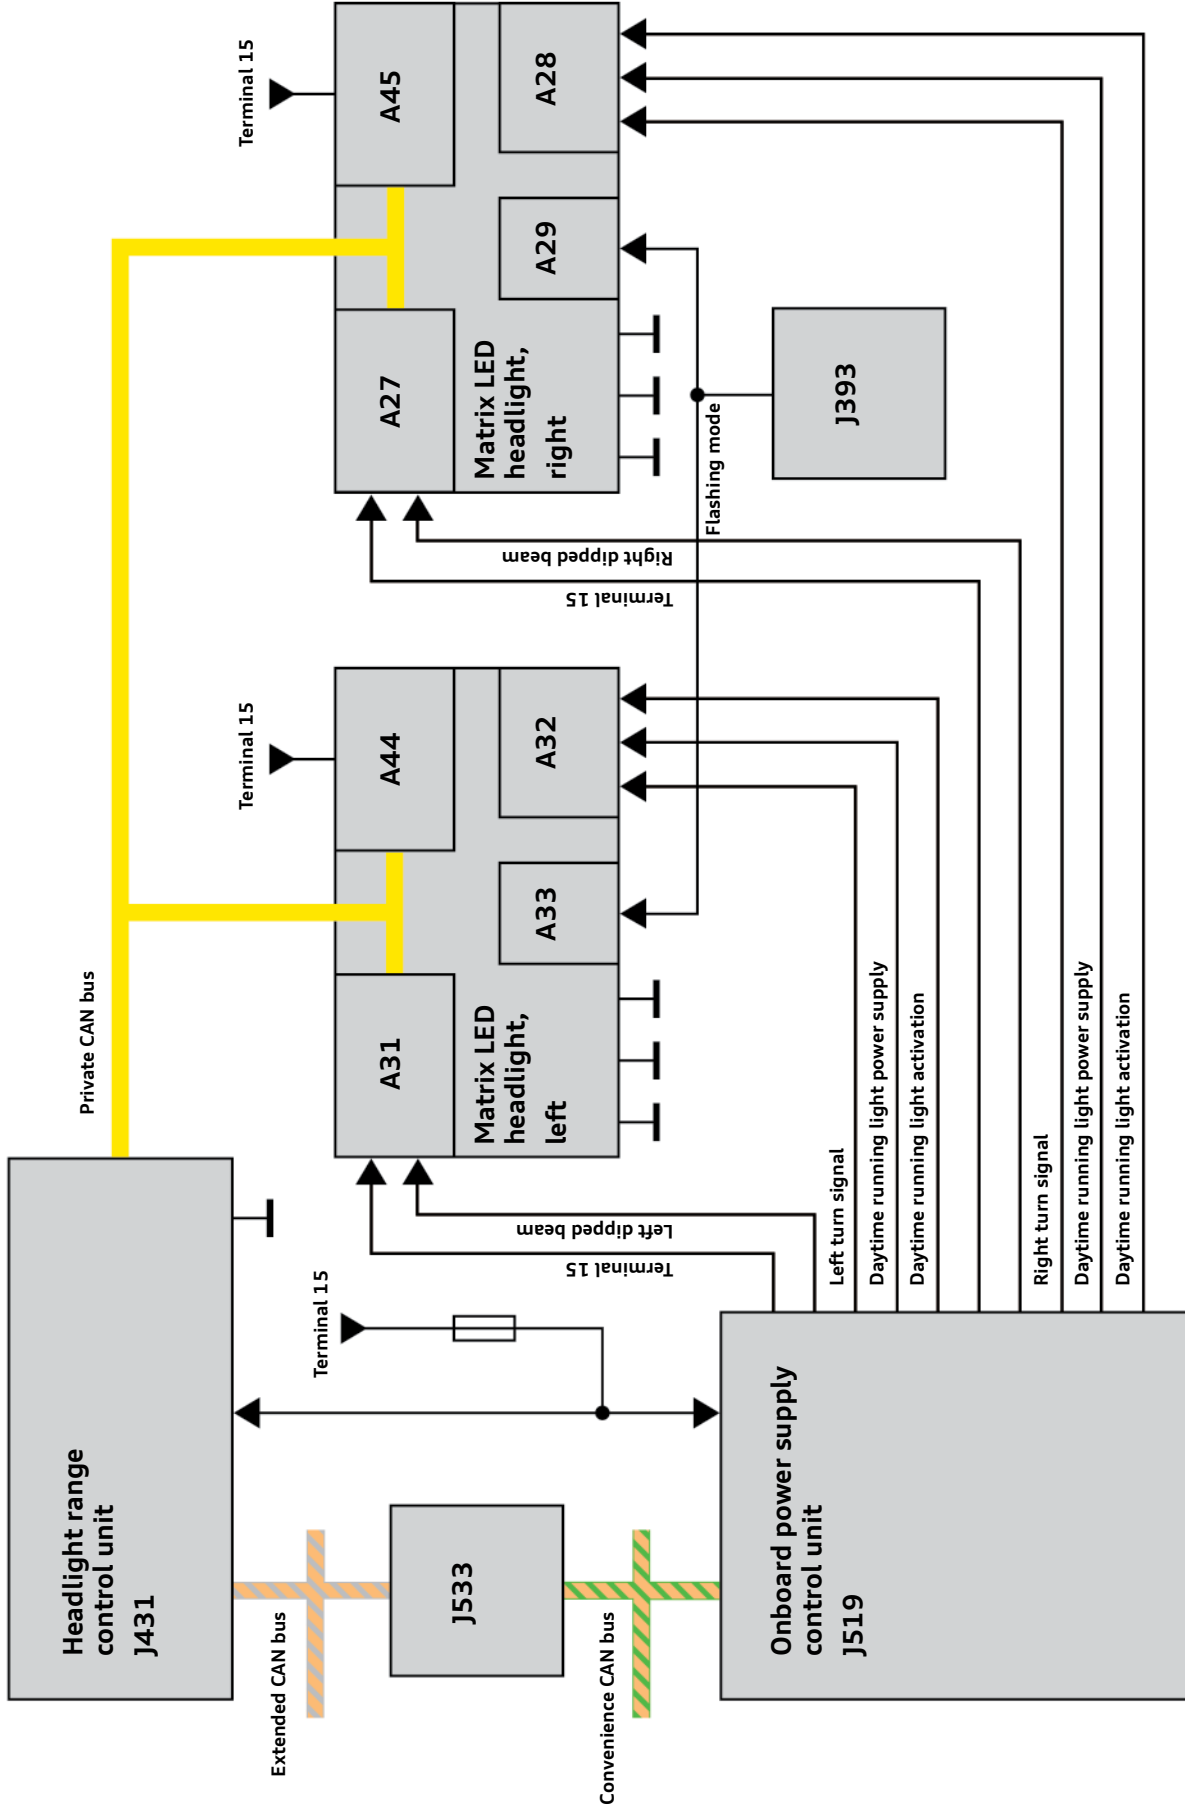 Headlight range
control unit
J431
Private CAN bus
Extended CAN bus
Terminal 15
Terminal 15
Terminal 15
J533
A31
A44
A33
A32
Matrix LED
headlight,
left
A27
A45
A29
A28
Matrix LED
headlight,
right
Convenience CAN bus
Terminal 15
Left dipped beam
Terminal 15
Right dipped beam
Flashing mode
J393
Onboard power supply
control unit
J519
Left turn signal
Daytime running light power supply
Daytime running light activation
Right turn signal
Daytime running light power supply
Daytime running light activation